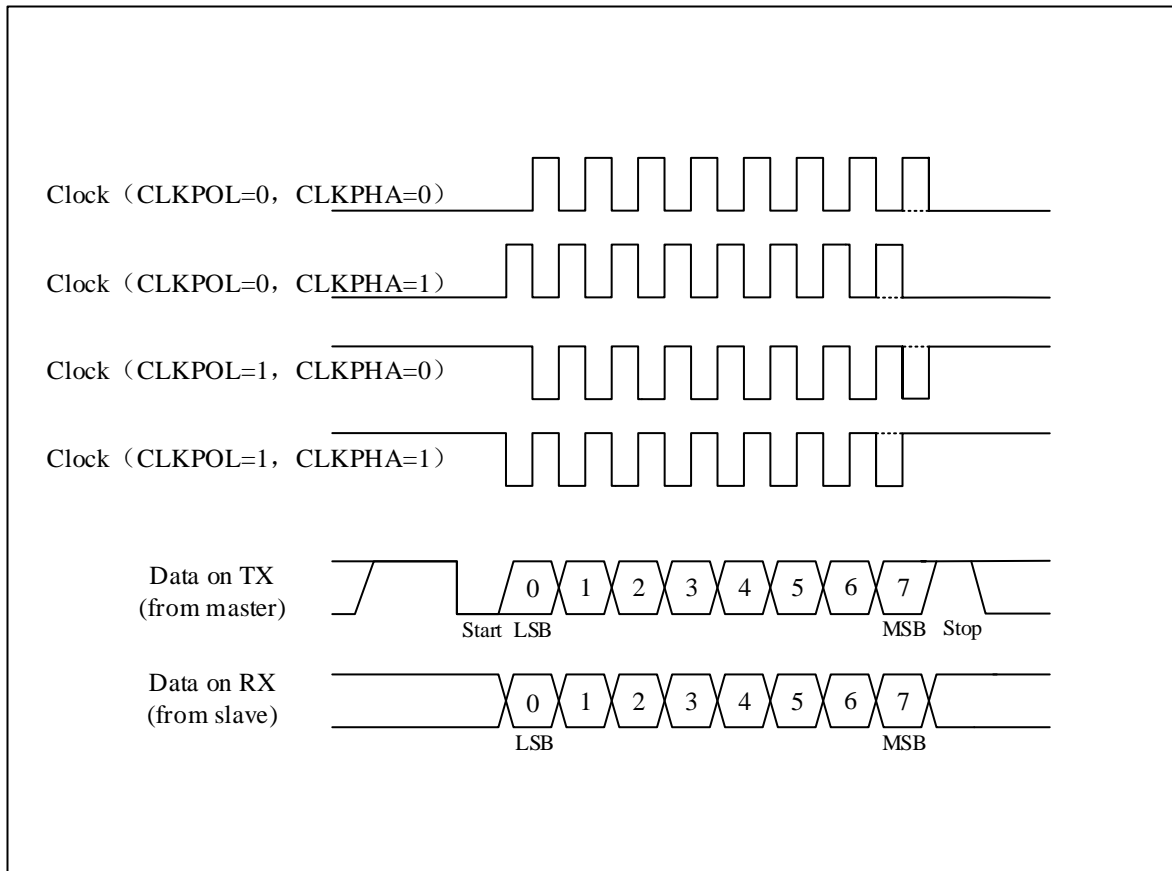 Clock（CLKPOL=0，CLKPHA=0）
Clock（CLKPOL=0，CLKPHA=1）
Clock（CLKPOL=1，CLKPHA=0）
Clock（CLKPOL=1，CLKPHA=1）
Data on TX
(from master)
0 1 2 3 4 5 6 7
Start LSB MSB Stop
Data on RX
(from slave)
0 1 2 3 4 5 6 7
LSB MSB